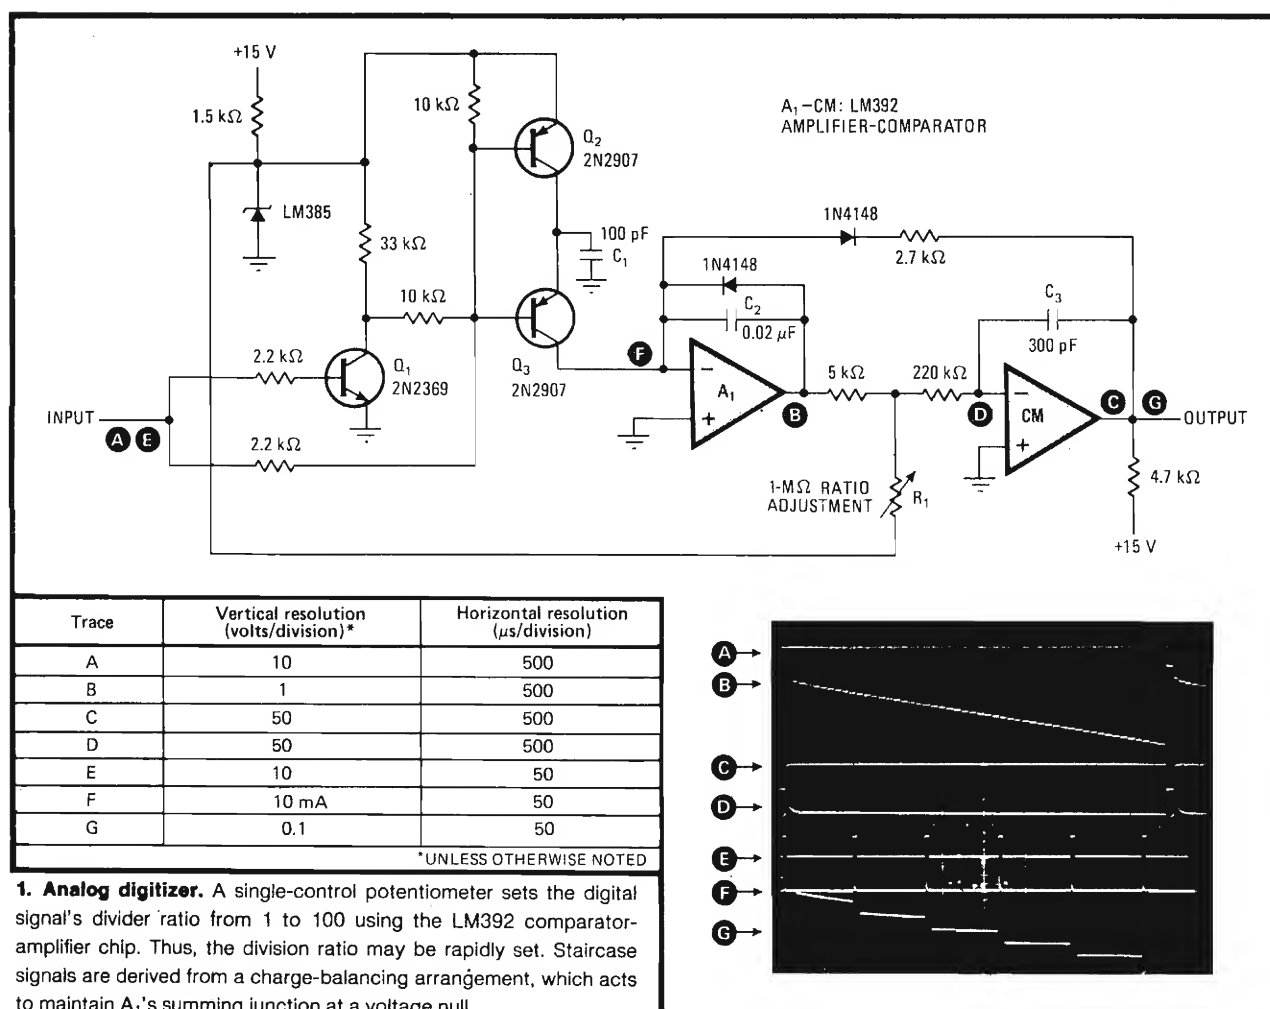 +15 V
1.5 kΩ
LM385
33 kΩ
10 kΩ
10 kΩ
Q2
2N2907
100 pF
C1
Q3
2N2907
2.2 kΩ
Q1
2N2369
INPUT
A E
2.2 kΩ
A1-CM: LM392
AMPLIFIER-COMPARATOR
1N4148
2.7 kΩ
1N4148
C2
0.02 µF
F
−
A1
+
B
5 kΩ
220 kΩ
C3
300 pF
D
−
CM
+
C G
OUTPUT
1-MΩ RATIO
ADJUSTMENT
R1
4.7 kΩ
+15 V
Trace Vertical resolution (volts/division)* Horizontal resolution (µs/division)
A 10 500
B 1 500
C 50 500
D 50 500
E 10 50
F 10 mA 50
G 0.1 50
*UNLESS OTHERWISE NOTED
A
B
C
D
E
F
G
1. Analog digitizer. A single-control potentiometer sets the digital
signal's divider ratio from 1 to 100 using the LM392 comparator-
amplifier chip. Thus, the division ratio may be rapidly set. Staircase
signals are derived from a charge-balancing arrangement, which acts
to maintain A1's summing junction at a voltage null.